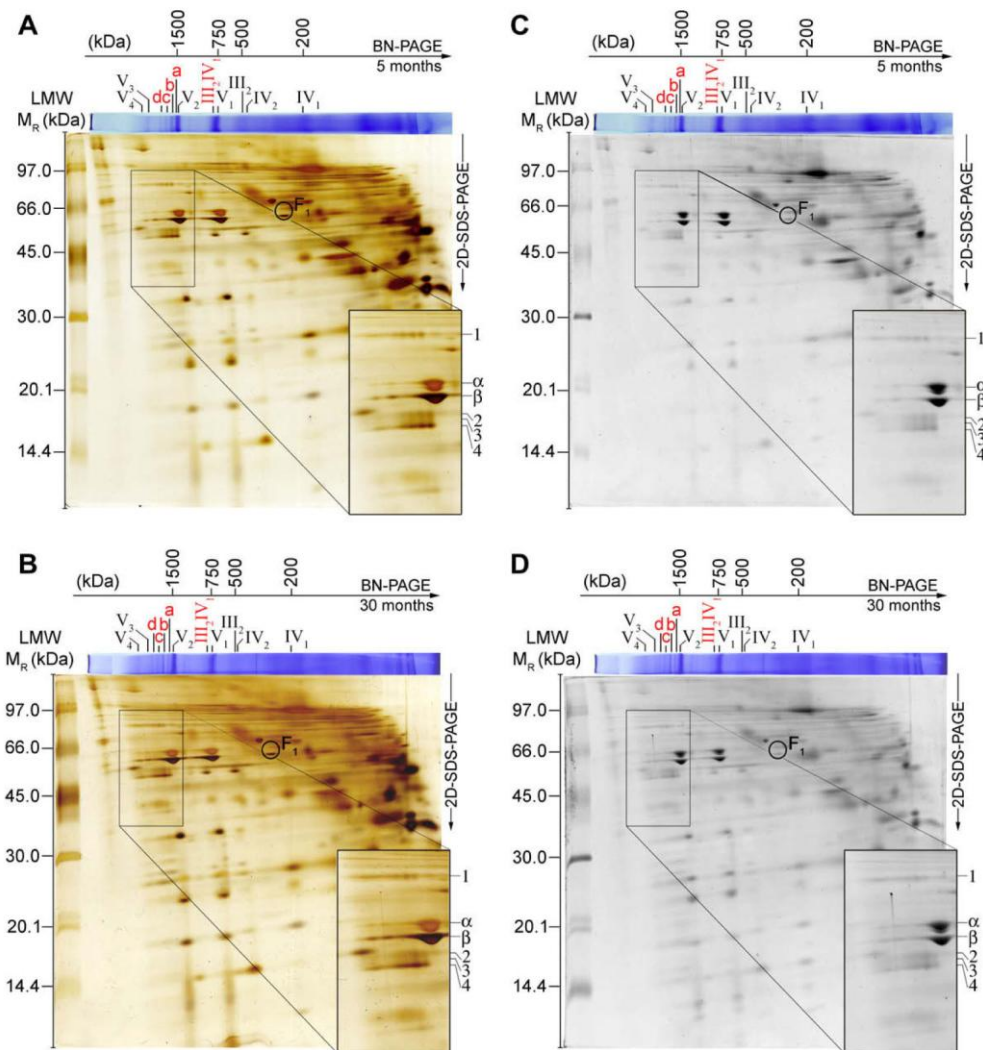 A
(kDa) 1500 750 500 200 BN-PAGE
5 months
V3 V4 d c b a V2 III2IV1 V1 III2 IV2 IV1
LMW
MR (kDa)
97.0
66.0
45.0
30.0
20.1
14.4
F1
2D-SDS-PAGE
1
α
β
2
3
4
C
(kDa) 1500 750 500 200 BN-PAGE
5 months
V3 V4 d c b a V2 III2IV1 V1 III2 IV2 IV1
LMW
MR (kDa)
97.0
66.0
45.0
30.0
20.1
14.4
F1
2D-SDS-PAGE
1
α
β
2
3
4
B
(kDa) 1500 750 500 200 BN-PAGE
30 months
V3 V4 d c b a V2 III2IV1 V1 III2 IV2 IV1
LMW
MR (kDa)
97.0
66.0
45.0
30.0
20.1
14.4
F1
2D-SDS-PAGE
1
α
β
2
3
4
D
(kDa) 1500 750 500 200 BN-PAGE
30 months
V3 V4 d c b a V2 III2IV1 V1 III2 IV2 IV1
LMW
MR (kDa)
97.0
66.0
45.0
30.0
20.1
14.4
F1
2D-SDS-PAGE
1
α
β
2
3
4